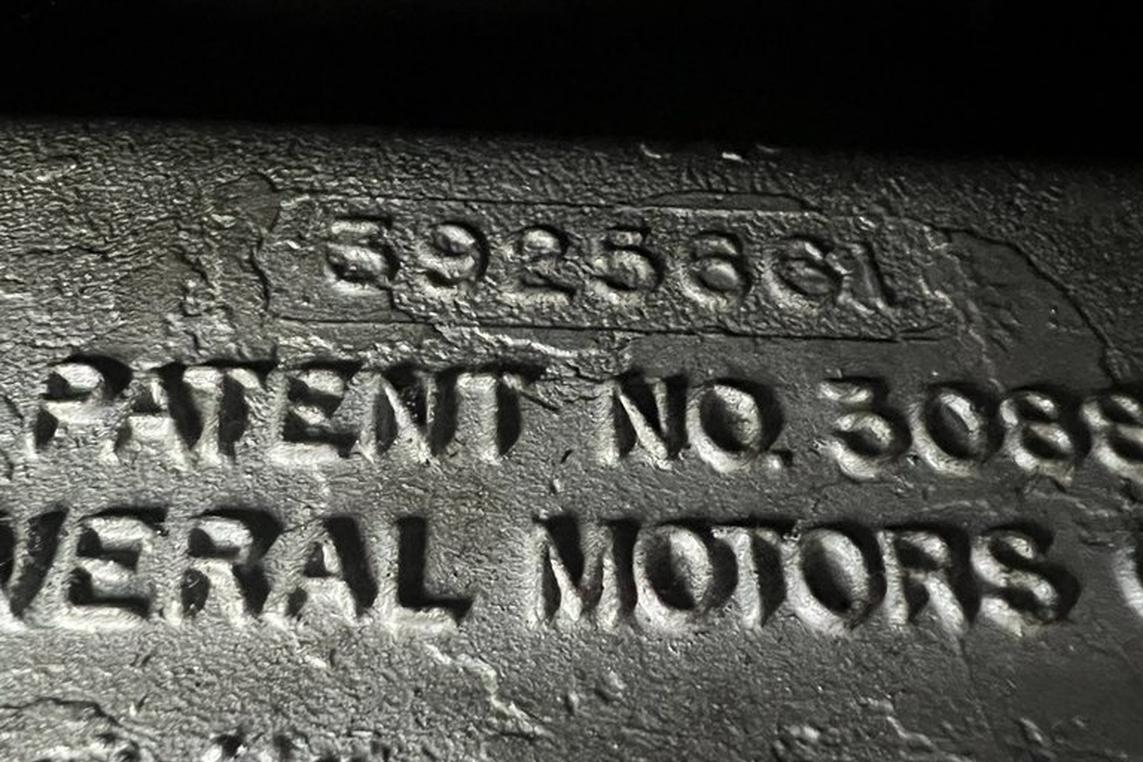 5925661
PATENT NO. 3088
NERAL MOTORS